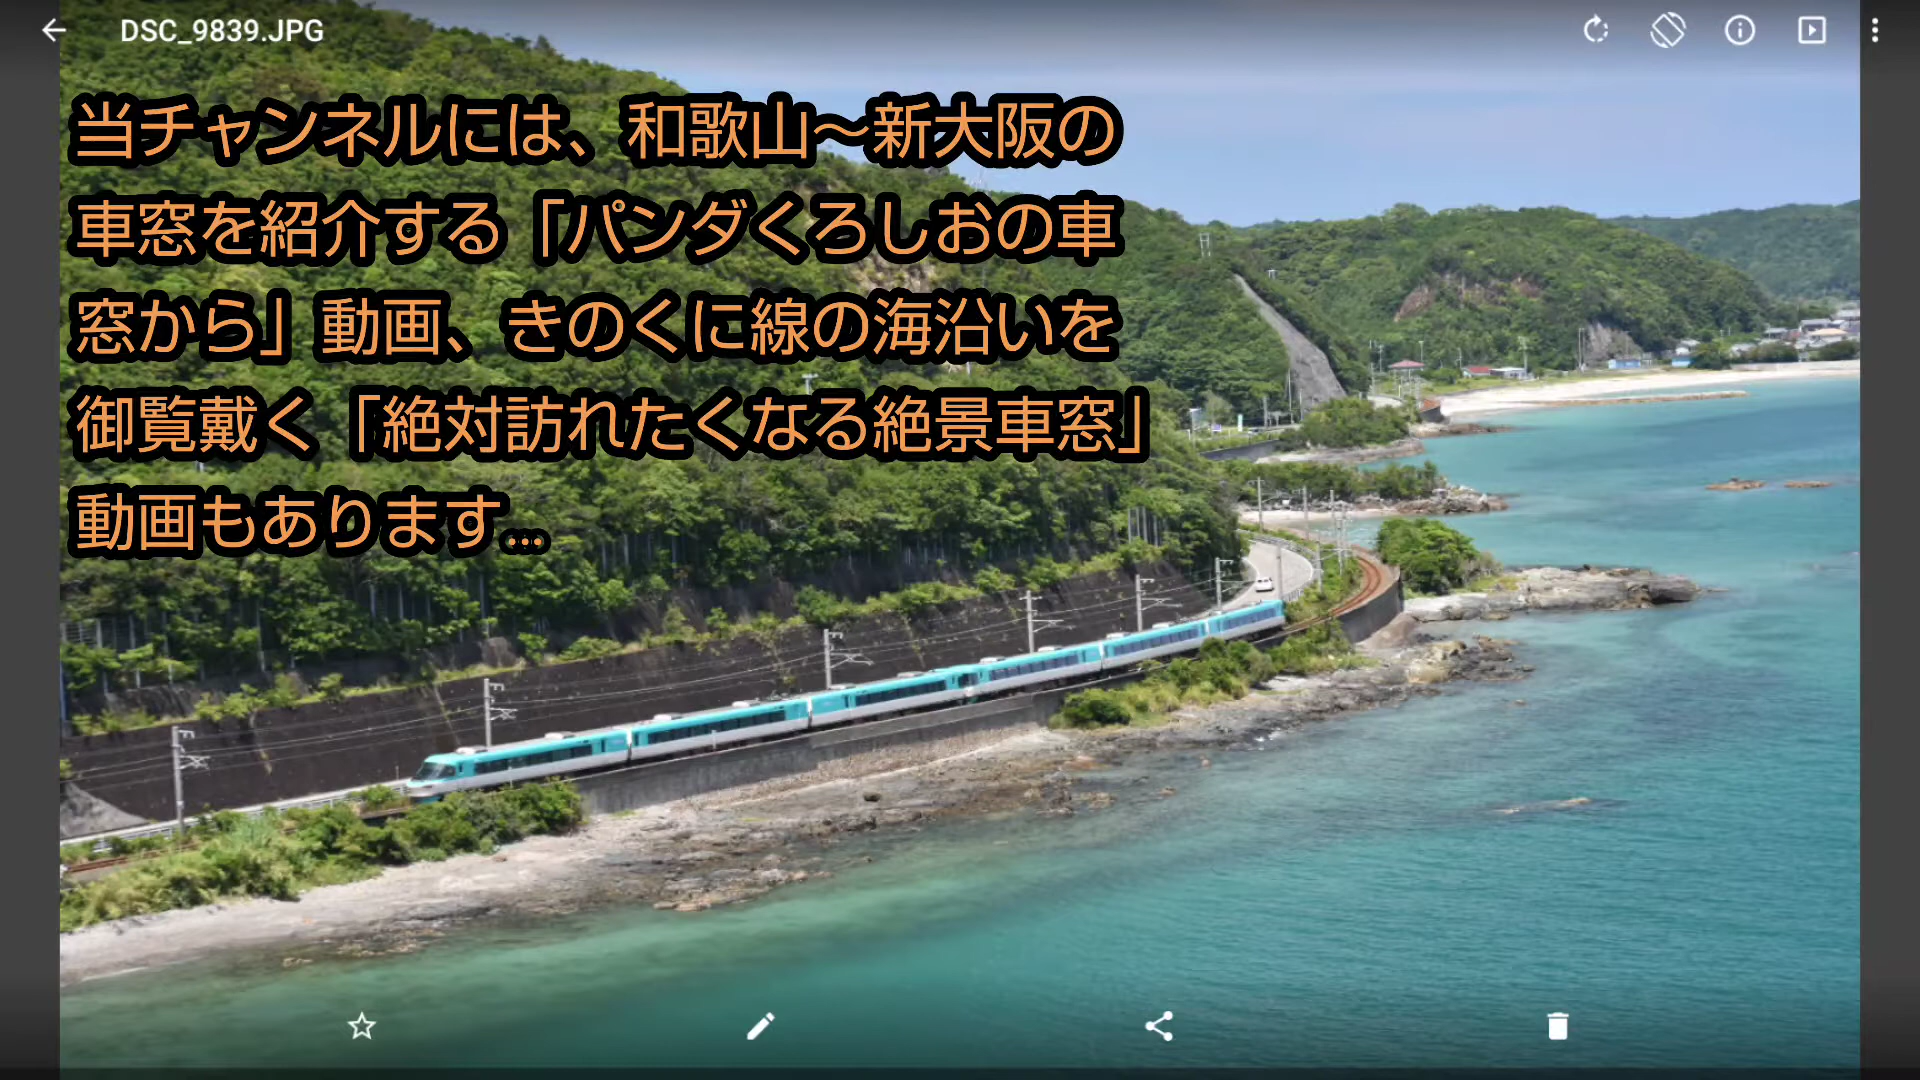 DSC_9839.JPG
当チャンネルには、和歌山～新大阪の
車窓を紹介する「パンダくろしおの車
窓から」動画、きのくに線の海沿いを
御覧戴く「絶対訪れたくなる絶景車窓」
動画もあります...